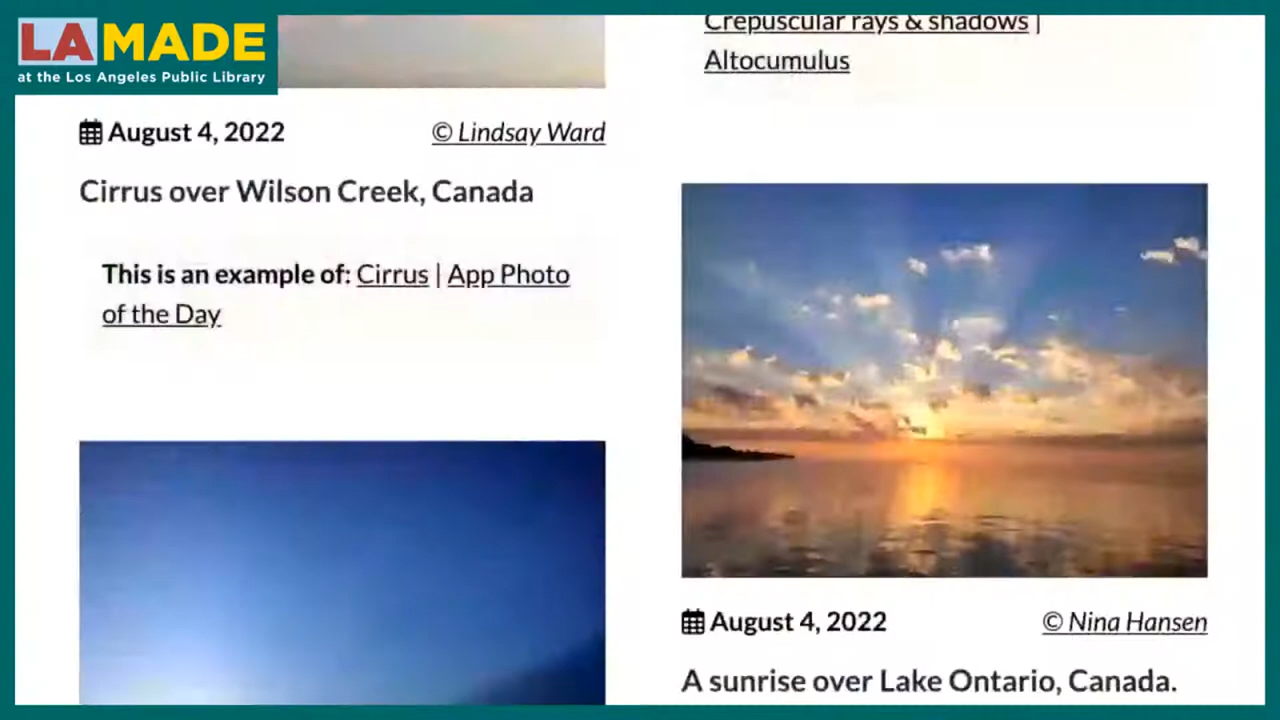 LAMADE
at the Los Angeles Public Library
August 4, 2022
© Lindsay Ward
Cirrus over Wilson Creek, Canada
This is an example of: Cirrus | App Photo
of the Day
Crepuscular rays & shadows |
Altocumulus
August 4, 2022
© Nina Hansen
A sunrise over Lake Ontario, Canada.